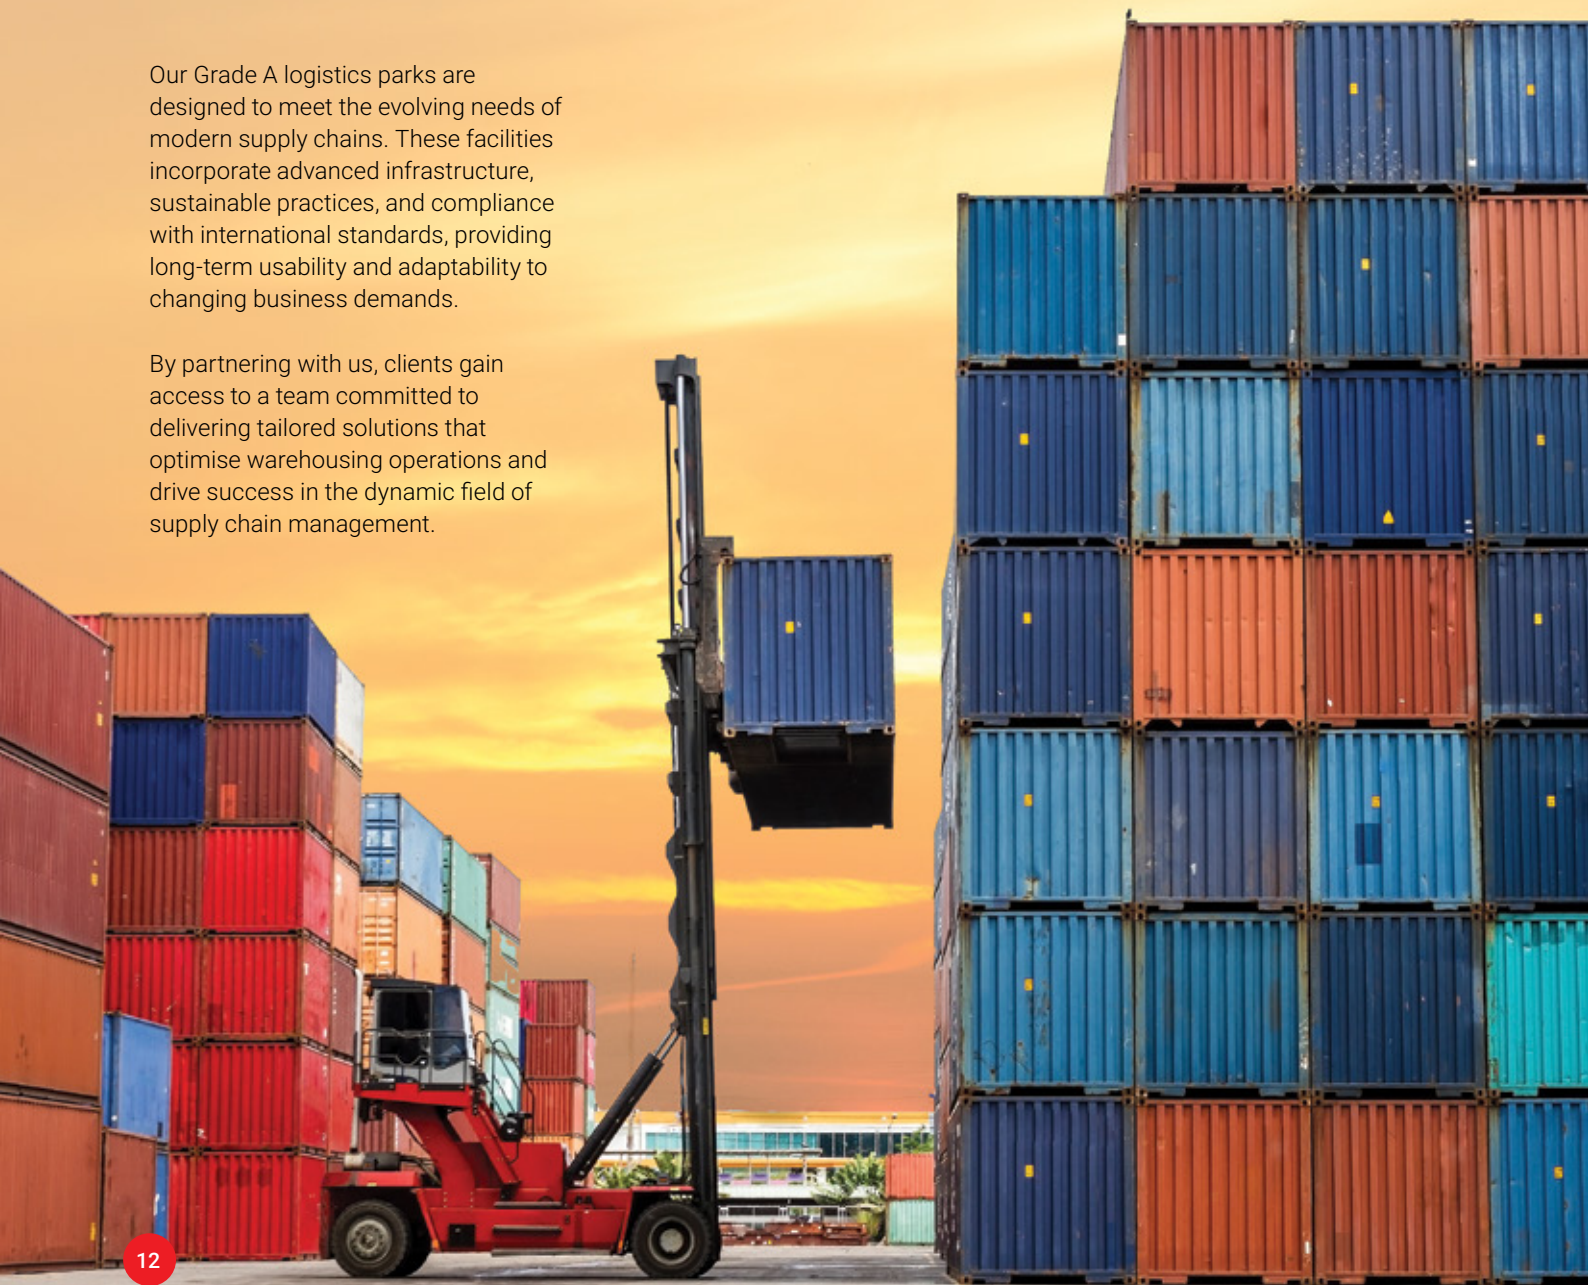 Our Grade A logistics parks are
designed to meet the evolving needs of
modern supply chains. These facilities
incorporate advanced infrastructure,
sustainable practices, and compliance
with international standards, providing
long-term usability and adaptability to
changing business demands.
By partnering with us, clients gain
access to a team committed to
delivering tailored solutions that
optimise warehousing operations and
drive success in the dynamic field of
supply chain management.
12